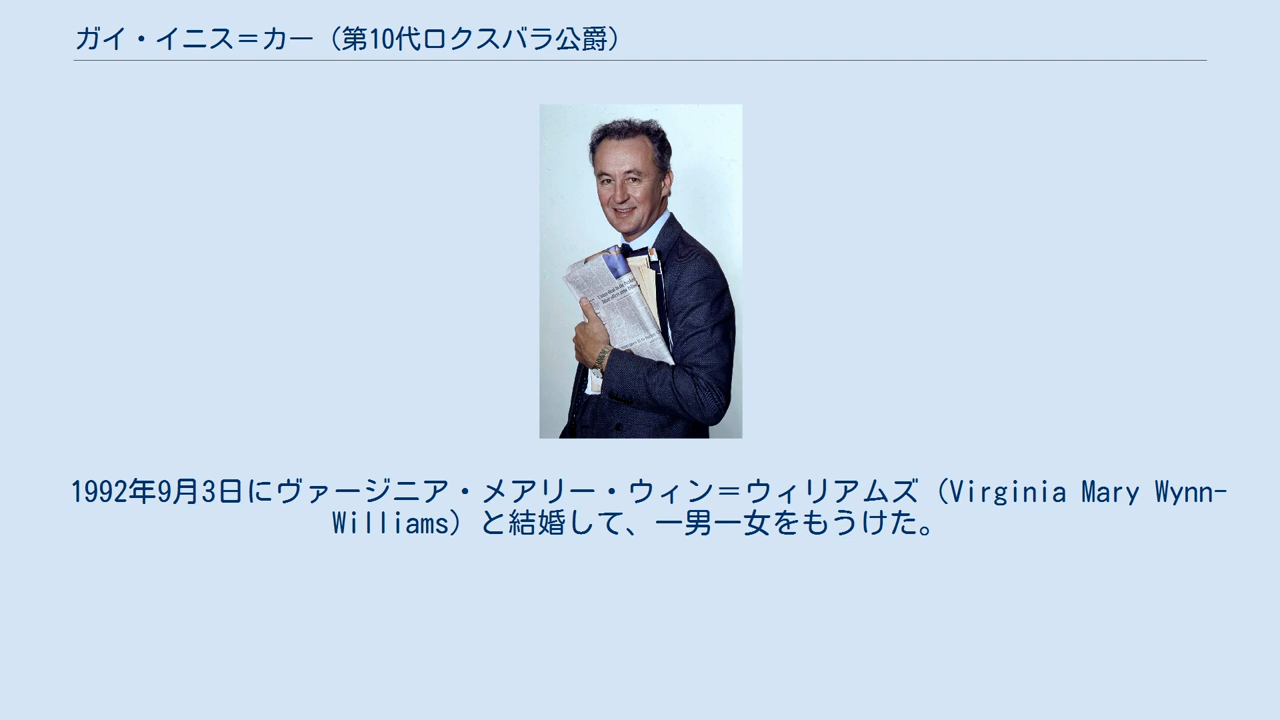 ガイ・イニス＝カー（第10代ロクスバラ公爵）
1992年9月3日にヴァージニア・メアリー・ウィン＝ウィリアムズ（Virginia Mary Wynn-
Williams）と結婚して、一男一女をもうけた。